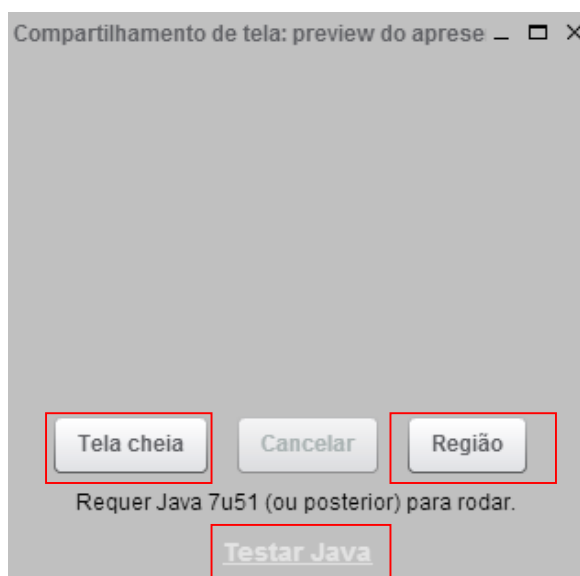 Compartilhamento de tela: preview do aprese
Tela cheia Cancelar Região
Requer Java 7u51 (ou posterior) para rodar.
Testar Java